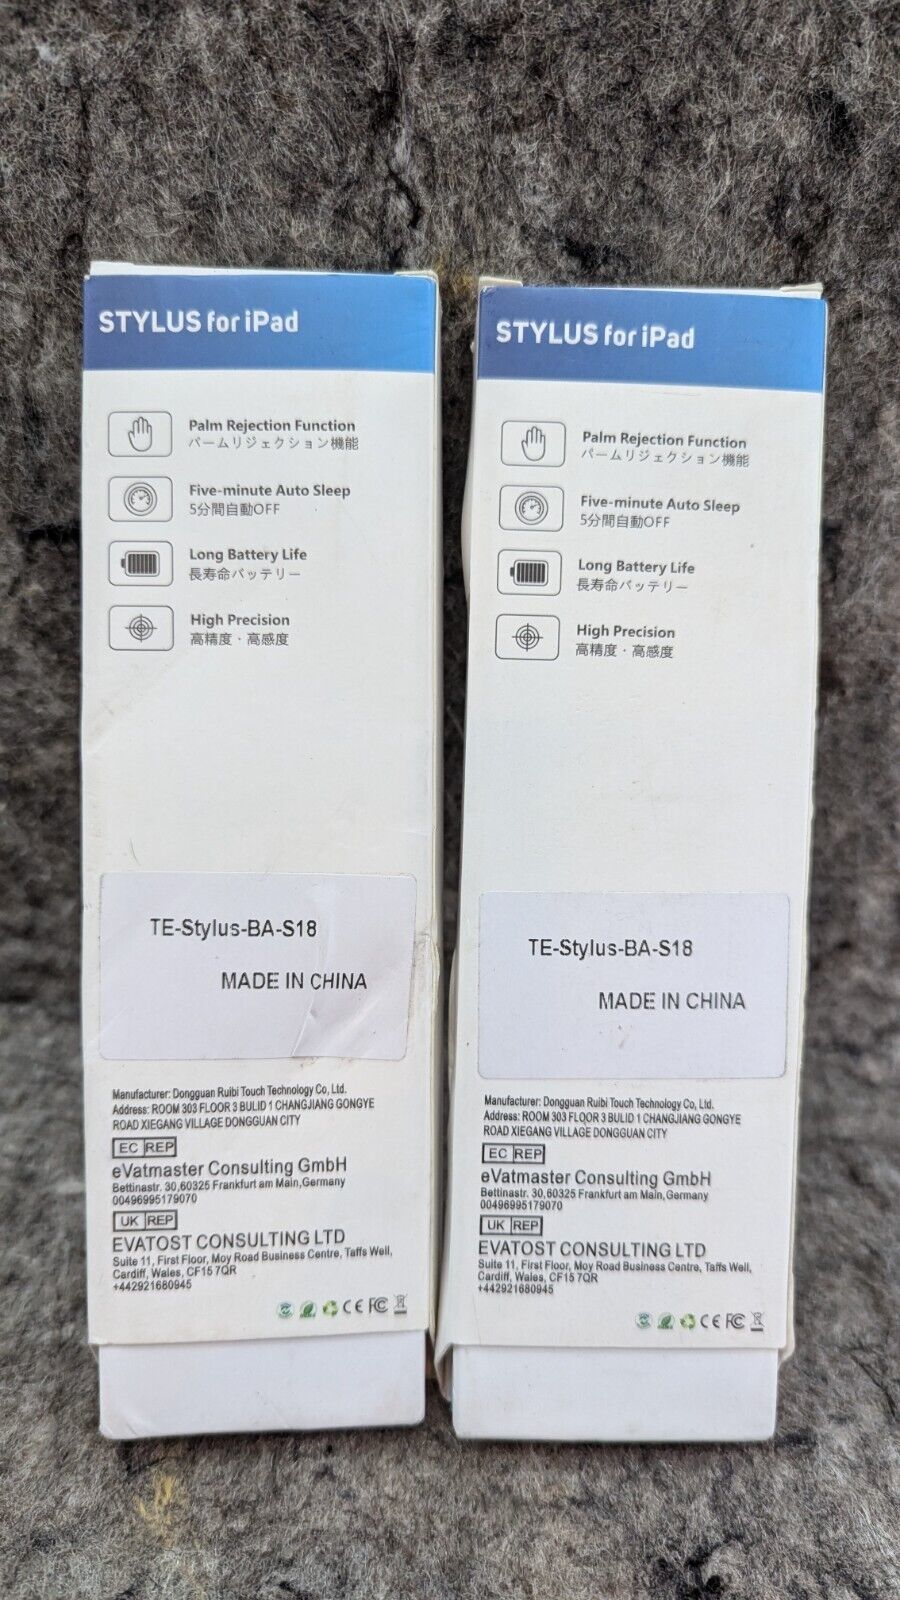 STYLUS for iPad
Palm Rejection Function
パームリジェクション機能
Five-minute Auto Sleep
5分間自動OFF
Long Battery Life
長寿命バッテリー
High Precision
高精度・高感度
TE-Stylus-BA-S18
MADE IN CHINA
Manufacturer: Dongguan Ruibi Touch Technology Co, Ltd.
Address: ROOM 303 FLOOR 3 BULID 1 CHANGJIANG GONGYE
ROAD XIEGANG VILLAGE DONGGUAN CITY
EC REP
eVatmaster Consulting GmbH
Bettinastr. 30,60325 Frankfurt am Main,Germany
00496995179070
UK REP
EVATOST CONSULTING LTD
Suite 11, First Floor, Moy Road Business Centre, Taffs Well,
Cardiff, Wales, CF15 7QR
+442921680945
CE FC
STYLUS for iPad
Palm Rejection Function
パームリジェクション機能
Five-minute Auto Sleep
5分間自動OFF
Long Battery Life
長寿命バッテリー
High Precision
高精度・高感度
TE-Stylus-BA-S18
MADE IN CHINA
Manufacturer: Dongguan Ruibi Touch Technology Co, Ltd.
Address: ROOM 303 FLOOR 3 BULID 1 CHANGJIANG GONGYE
ROAD XIEGANG VILLAGE DONGGUAN CITY
EC REP
eVatmaster Consulting GmbH
Bettinastr. 30,60325 Frankfurt am Main,Germany
00496995179070
UK REP
EVATOST CONSULTING LTD
Suite 11, First Floor, Moy Road Business Centre, Taffs Well,
Cardiff, Wales, CF15 7QR
+442921680945
CE FC